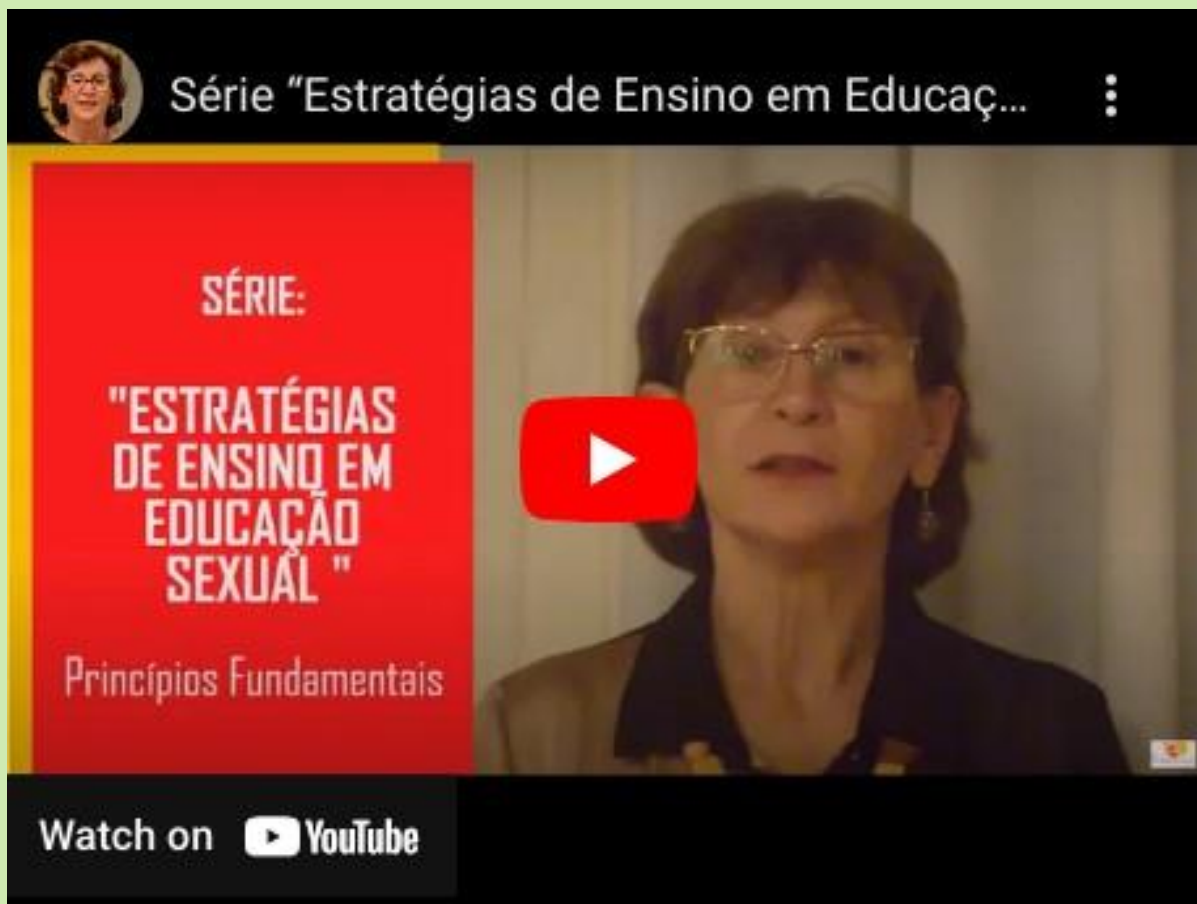 Série “Estratégias de Ensino em Educaç...
SÉRIE:
"ESTRATÉGIAS
DE ENSINO EM
EDUCAÇÃO
SEXUAL "
Princípios Fundamentais
Watch on YouTube